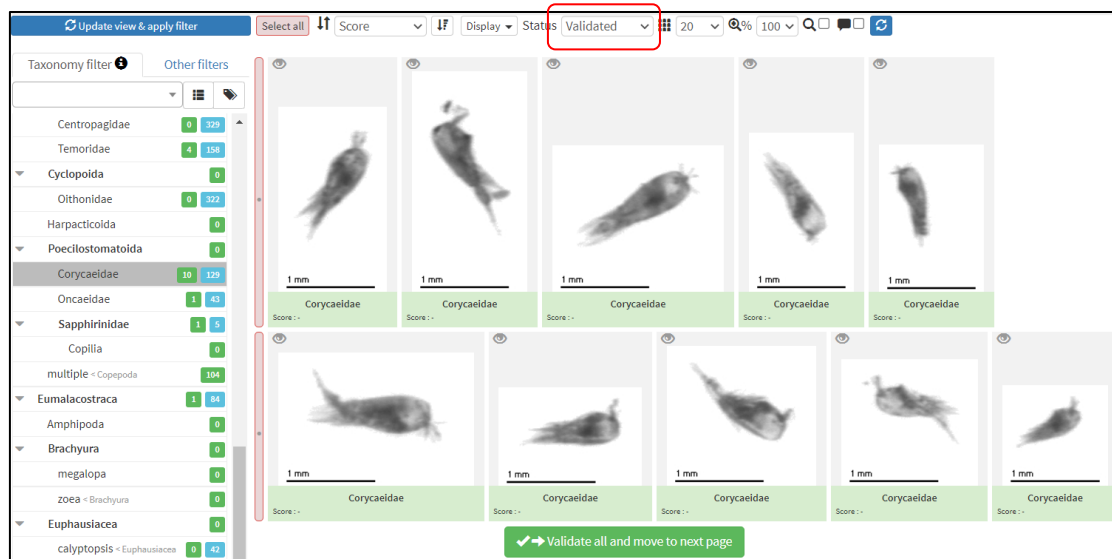 Update view & apply filter
Select all Score Display Status Validated 20 % 100
Taxonomy filter Other filters
Centropagidae 0 329
Temoridae 4 158
Cyclopoida 0
Oithonidae 0 322
Harpacticoida 0
Poecilostomatoida 0
Corycaeidae 10 129
Oncaeidae 1 43
Sapphirinidae 1 5
Copilia 0
multiple < Copepoda 104
Eumalacostraca 1 84
Amphipoda 0
Brachyura 0
megalopa 0
zoea < Brachyura 0
Euphausiacea 0
calyptopsis < Euphausiacea 0 42
1 mm 1 mm 1 mm 1 mm 1 mm
Corycaeidae Corycaeidae Corycaeidae Corycaeidae Corycaeidae
Score : - Score : - Score : - Score : - Score : -
1 mm 1 mm 1 mm 1 mm 1 mm
Corycaeidae Corycaeidae Corycaeidae Corycaeidae Corycaeidae
Score : - Score : - Score : - Score : - Score : -
Validate all and move to next page